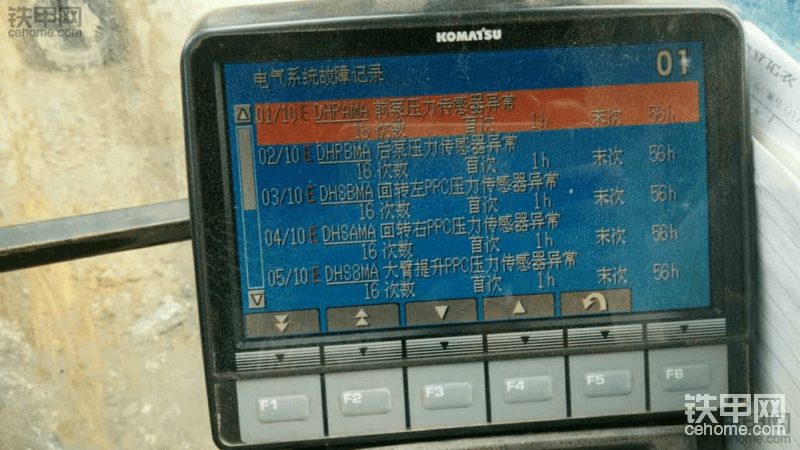 铁甲网
cehome.com
KOMATSU
电气系统故障记录
01
01/10 E DHPAMA 前泵压力传感器异常
16 次数 首次 1h 末次 56h
02/10 E DHPBMA 后泵压力传感器异常
16 次数 首次 1h 末次 56h
03/10 E DHSBMA 回转左PPC压力传感器异常
16 次数 首次 1h 末次 56h
04/10 E DHSAMA 回转右PPC压力传感器异常
16 次数 首次 1h 末次 56h
05/10 E DHS8MA 大臂提升PPC压力传感器异常
16 次数 首次 1h 末次 56h
F1 F2 F3 F4 F5 F6
铁甲网
cehome.com